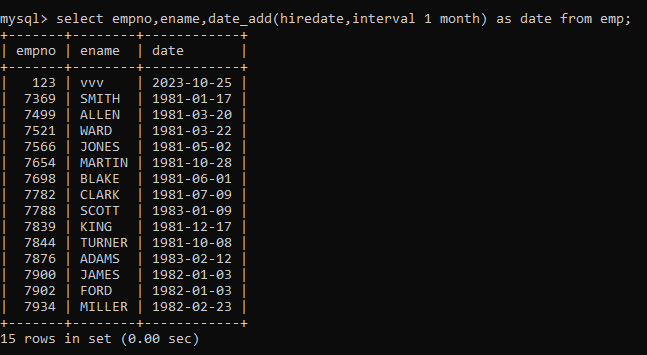 mysql> select empno,ename,date_add(hiredate,interval 1 month) as date from emp;
+-------+--------+------------+
| empno | ename  | date       |
+-------+--------+------------+
|   123 | vvv    | 2023-10-25 |
|  7369 | SMITH  | 1981-01-17 |
|  7499 | ALLEN  | 1981-03-20 |
|  7521 | WARD   | 1981-03-22 |
|  7566 | JONES  | 1981-05-02 |
|  7654 | MARTIN | 1981-10-28 |
|  7698 | BLAKE  | 1981-06-01 |
|  7782 | CLARK  | 1981-07-09 |
|  7788 | SCOTT  | 1983-01-09 |
|  7839 | KING   | 1981-12-17 |
|  7844 | TURNER | 1981-10-08 |
|  7876 | ADAMS  | 1983-02-12 |
|  7900 | JAMES  | 1982-01-03 |
|  7902 | FORD   | 1982-01-03 |
|  7934 | MILLER | 1982-02-23 |
+-------+--------+------------+
15 rows in set (0.00 sec)